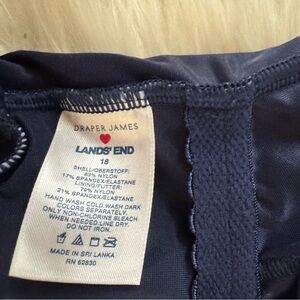 DRAPER JAMES
LANDS' END
18
SHELL/OBERSTOFF:
83% NYLON
17% SPANDEX/ELASTANE
LINING/FUTTER:
79% NYLON
21% SPANDEX/ELASTANE
HAND WASH COLD.WASH DARK
COLORS SEPARATELY.
ONLY NON-CHLORINE BLEACH
WHEN NEEDED.LINE DRY.
DO NOT IRON.
MADE IN SRI LANKA
RN 62830